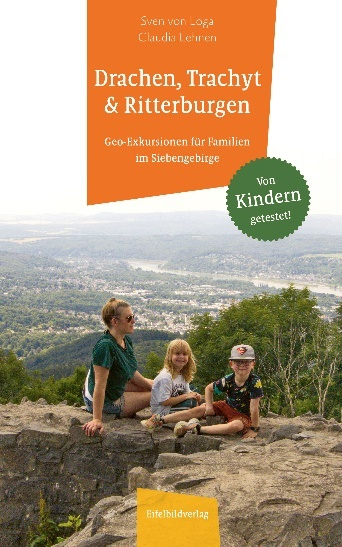 Sven von Loga
Claudia Lehnen
Drachen, Trachyt
& Ritterburgen
Geo-Exkursionen für Familien
im Siebengebirge
Von
Kindern
getestet!
Eifelbildverlag